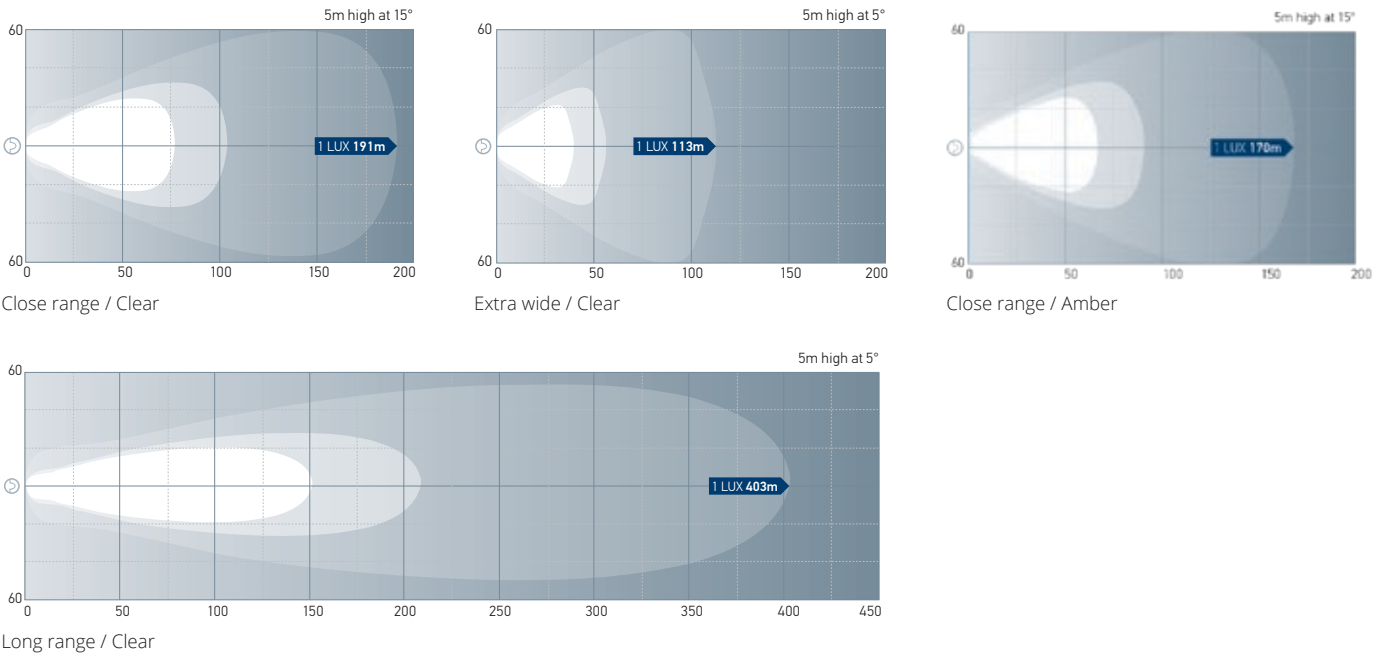 5m high at 15°
60
1 LUX 191m
60
0 50 100 150 200
Close range / Clear
5m high at 5°
60
1 LUX 113m
60
0 50 100 150 200
Extra wide / Clear
5m high at 15°
60
1 LUX 170m
60
0 50 100 150 200
Close range / Amber
5m high at 5°
60
1 LUX 403m
60
0 50 100 150 200 250 300 350 400 450
Long range / Clear